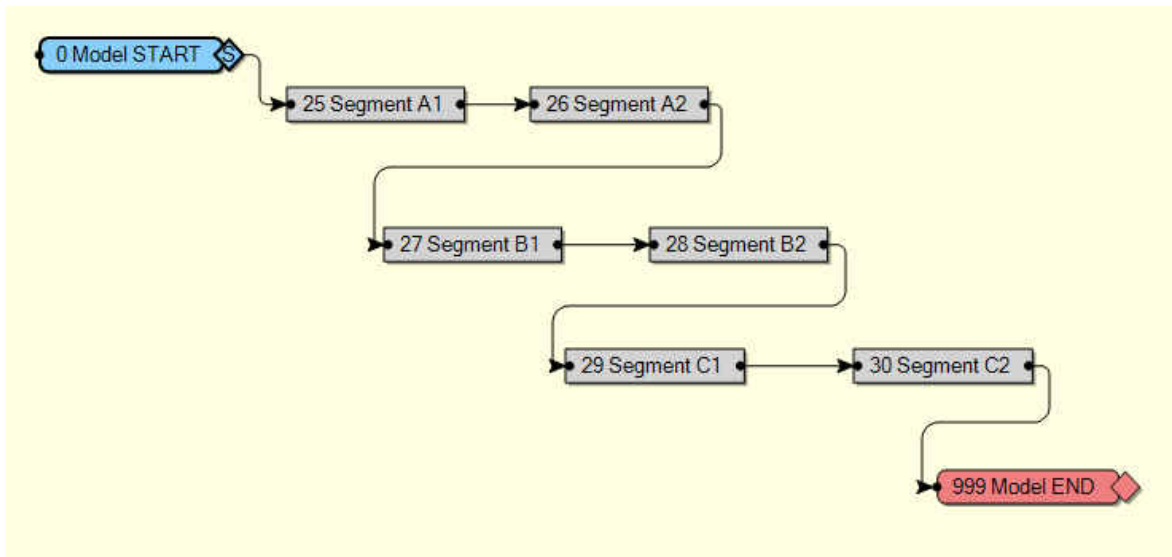 0 Model START S
25 Segment A1
26 Segment A2
27 Segment B1
28 Segment B2
29 Segment C1
30 Segment C2
999 Model END